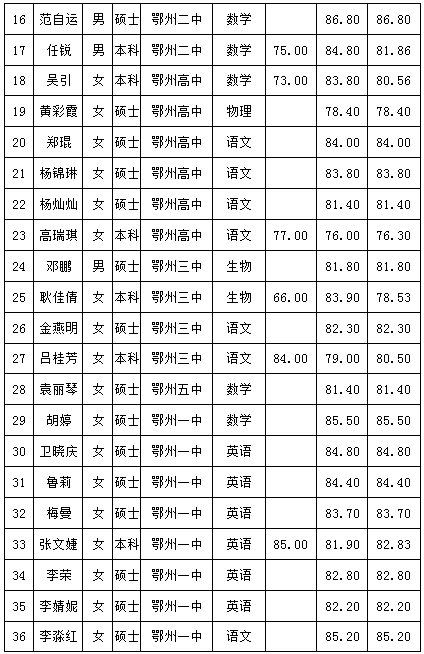 16 范自运 男 硕士 鄂州二中 数学 86.80 86.80
17 任锐 男 本科 鄂州二中 数学 75.00 84.80 81.86
18 吴引 女 本科 鄂州高中 数学 73.00 83.80 80.56
19 黄彩霞 女 硕士 鄂州高中 物理 78.40 78.40
20 郑琨 女 硕士 鄂州高中 语文 84.00 84.00
21 杨锦琳 女 硕士 鄂州高中 语文 83.80 83.80
22 杨灿灿 女 硕士 鄂州高中 语文 81.40 81.40
23 高瑞琪 女 本科 鄂州高中 语文 77.00 76.00 76.30
24 邓鹏 男 硕士 鄂州三中 生物 81.80 81.80
25 耿佳倩 女 本科 鄂州三中 生物 66.00 83.90 78.53
26 金燕明 女 硕士 鄂州三中 语文 82.30 82.30
27 吕桂芳 女 本科 鄂州三中 语文 84.00 79.00 80.50
28 袁丽琴 女 硕士 鄂州五中 数学 81.40 81.40
29 胡婷 女 硕士 鄂州一中 数学 85.50 85.50
30 卫晓庆 女 硕士 鄂州一中 英语 84.80 84.80
31 鲁莉 女 硕士 鄂州一中 英语 84.40 84.40
32 梅曼 女 硕士 鄂州一中 英语 83.70 83.70
33 张文婕 女 本科 鄂州一中 英语 85.00 81.90 82.83
34 李荣 女 硕士 鄂州一中 英语 82.80 82.80
35 李婧妮 女 硕士 鄂州一中 英语 82.20 82.20
36 李淼红 女 硕士 鄂州一中 语文 85.20 85.20